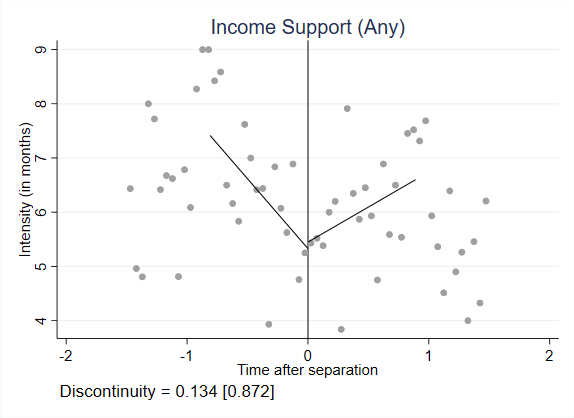 Income Support (Any)
Intensity (in months)
9
8
7
6
5
4
-2 -1 0 1 2
Time after separation
Discontinuity = 0.134 [0.872]